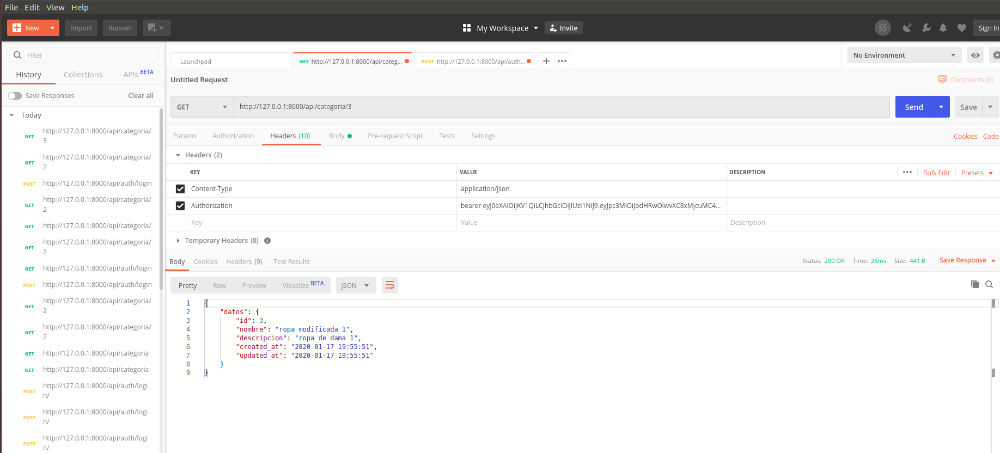 File Edit View Help
New Import Runner My Workspace Invite Sign In
Filter
History Collections APIs BETA
Save Responses Clear all
Today
GET http://127.0.0.1:8000/api/categoria/
3
GET http://127.0.0.1:8000/api/categoria/
2
POST http://127.0.0.1:8000/api/auth/login
GET http://127.0.0.1:8000/api/categoria/
2
GET http://127.0.0.1:8000/api/categoria/
GET http://127.0.0.1:8000/api/categoria/
2
GET http://127.0.0.1:8000/api/auth/login
POST http://127.0.0.1:8000/api/auth/login
GET http://127.0.0.1:8000/api/categoria/
2
GET http://127.0.0.1:8000/api/categoria/
2
GET http://127.0.0.1:8000/api/categoria
GET http://127.0.0.1:8000/api/categoria
POST http://127.0.0.1:8000/api/auth/logi
n/
POST http://127.0.0.1:8000/api/auth/logi
n/
POST http://127.0.0.1:8000/api/auth/logi
n/
Launchpad GET http://127.0.0.1:8000/api/categ... POST http://127.0.0.1:8000/api/auth... No Environment
Untitled Request Comments (0)
GET http://127.0.0.1:8000/api/categoria/3 Send Save
Params Authorization Headers (10) Body Pre-request Script Tests Settings Cookies Code
Headers (2)
KEY VALUE DESCRIPTION Bulk Edit Presets
Content-Type application/json
Authorization bearer eyJ0eXAiOiJKV1QiLCJhbGciOiJIUzI1NiJ9.eyJpc3MiOiJodHRwOlwvXC8xMjcuMC4...
Key Value Description
Temporary Headers (8)
Body Cookies Headers (9) Test Results Status: 200 OK Time: 28ms Size: 441 B Save Response
Pretty Raw Preview Visualize BETA JSON
1 {
2 "datos": {
3 "id": 3,
4 "nombre": "ropa modificada 1",
5 "descripcion": "ropa de dama 1",
6 "created_at": "2020-01-17 19:55:51",
7 "updated_at": "2020-01-17 19:55:51"
8 }
9 }